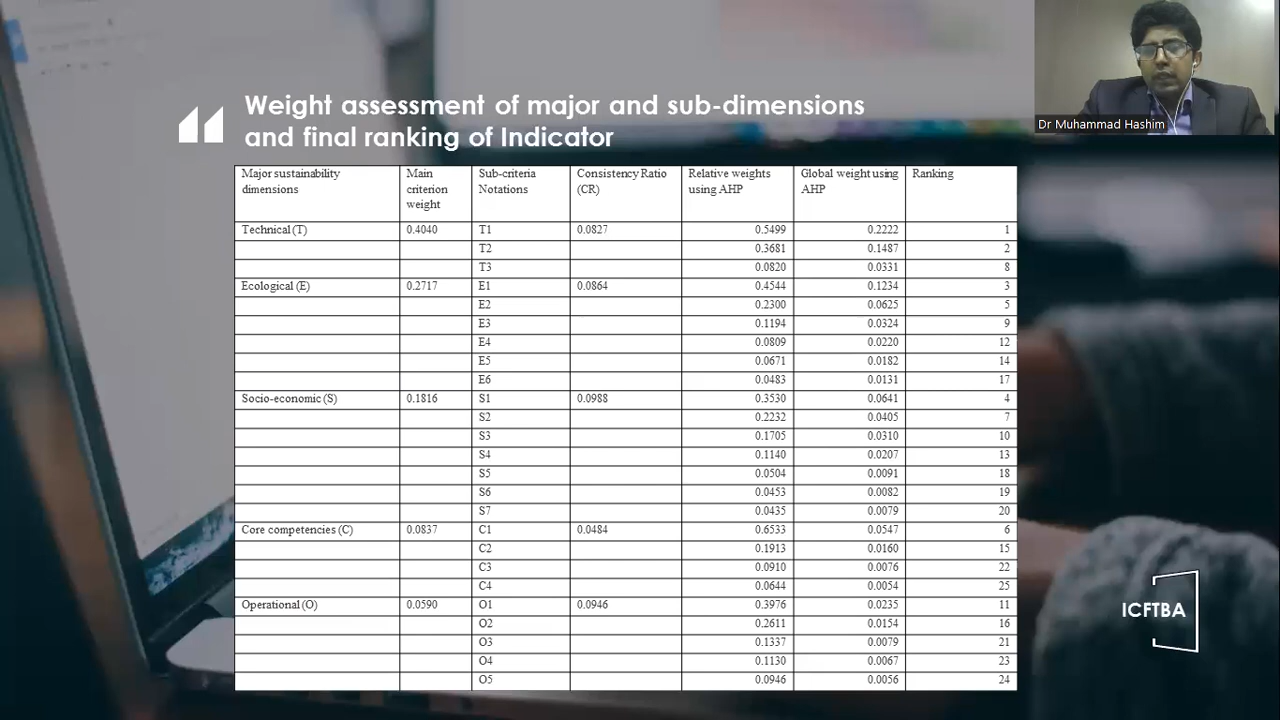 Dr Muhammad Hashim
Weight assessment of major and sub-dimensions
and final ranking of Indicator
Major sustainability dimensions Main criterion weight Sub-criteria Notations Consistency Ratio (CR) Relative weights using AHP Global weight using AHP Ranking
Technical (T) 0.4040 T1 0.0827 0.5499 0.2222 1
T2 0.3681 0.1487 2
T3 0.0820 0.0331 8
Ecological (E) 0.2717 E1 0.0864 0.4544 0.1234 3
E2 0.2300 0.0625 5
E3 0.1194 0.0324 9
E4 0.0809 0.0220 12
E5 0.0671 0.0182 14
E6 0.0483 0.0131 17
Socio-economic (S) 0.1816 S1 0.0988 0.3530 0.0641 4
S2 0.2232 0.0405 7
S3 0.1705 0.0310 10
S4 0.1140 0.0207 13
S5 0.0504 0.0091 18
S6 0.0453 0.0082 19
S7 0.0435 0.0079 20
Core competencies (C) 0.0837 C1 0.0484 0.6533 0.0547 6
C2 0.1913 0.0160 15
C3 0.0910 0.0076 22
C4 0.0644 0.0054 25
Operational (O) 0.0590 O1 0.0946 0.3976 0.0235 11
O2 0.2611 0.0154 16
O3 0.1337 0.0079 21
O4 0.1130 0.0067 23
O5 0.0946 0.0056 24
ICFTBA